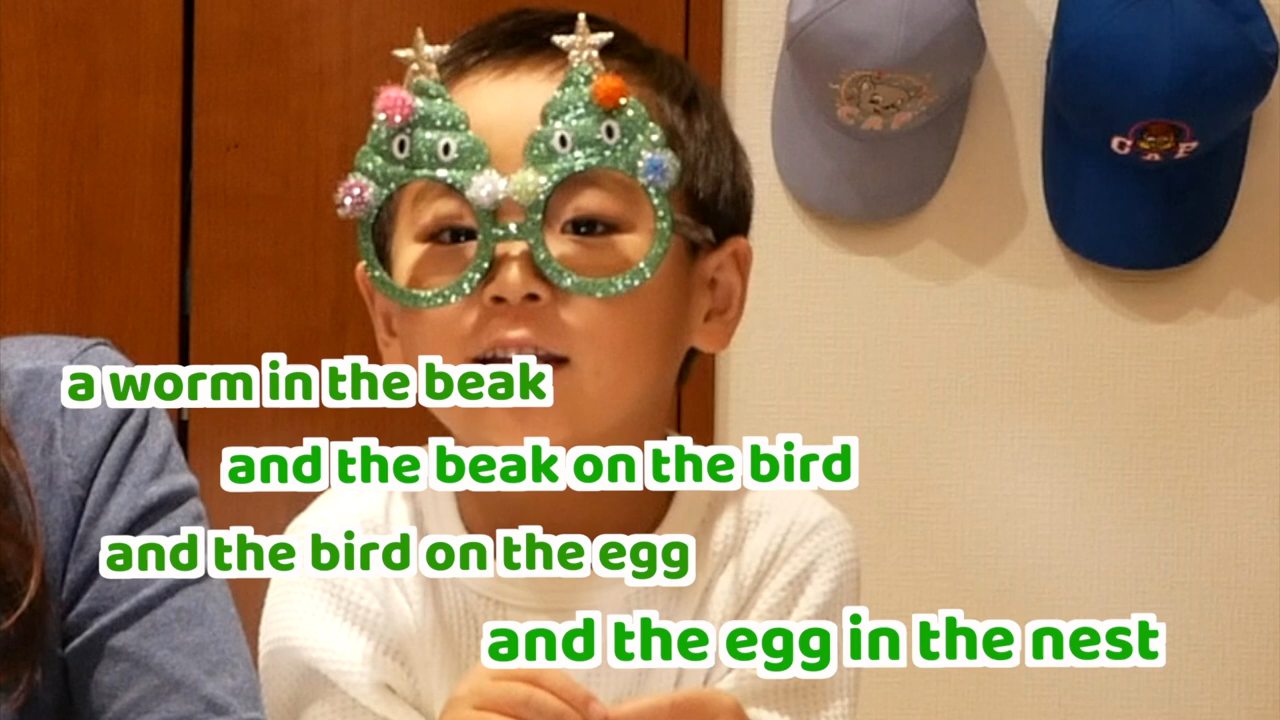 a worm in the beak
and the beak on the bird
and the bird on the egg
and the egg in the nest